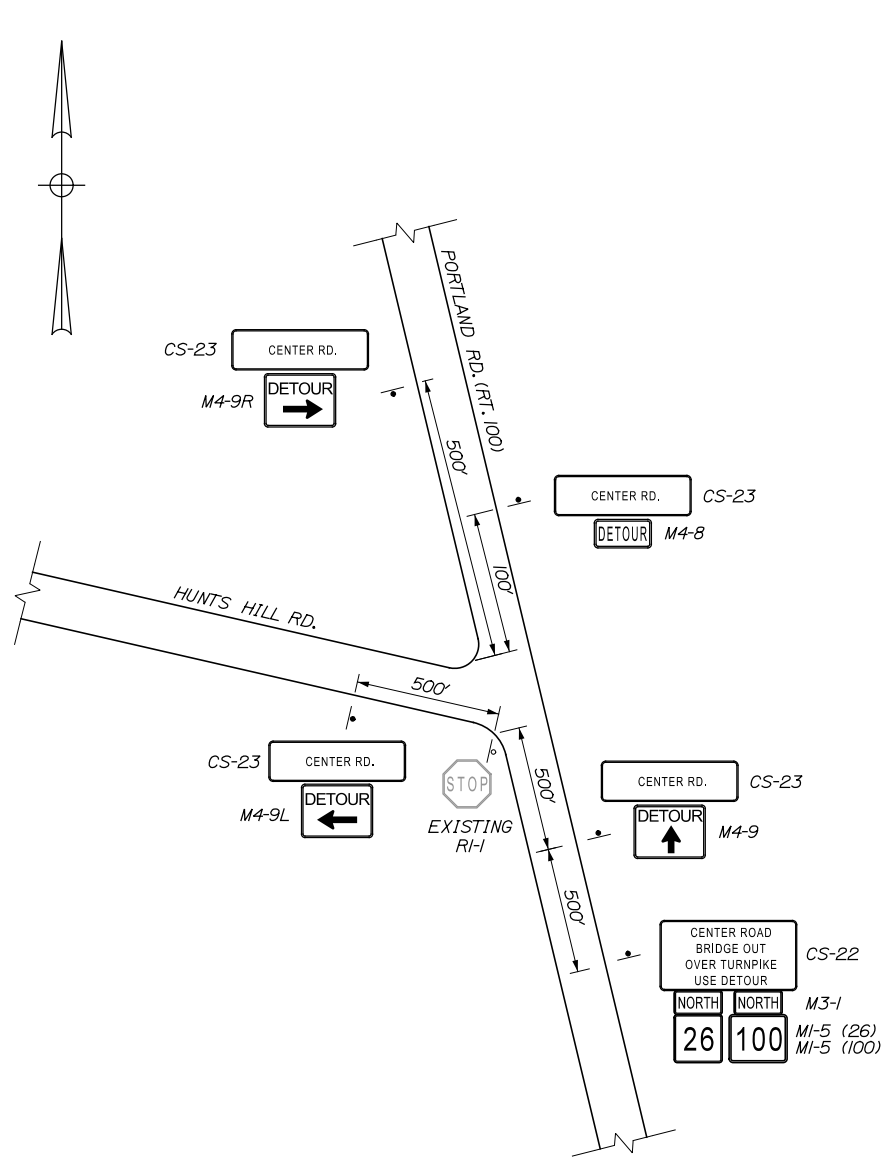 PORTLAND RD. (RT. 100)
CS-23
CENTER RD.
M4-9R
DETOUR
500'
CENTER RD.
CS-23
DETOUR
M4-8
100'
HUNTS HILL RD.
500'
CS-23
CENTER RD.
M4-9L
DETOUR
STOP
EXISTING
R1-1
500'
CENTER RD.
CS-23
DETOUR
M4-9
500'
CENTER ROAD
BRIDGE OUT
OVER TURNPIKE
USE DETOUR
CS-22
NORTH NORTH
M3-1
26 100
M1-5 (26)
M1-5 (100)